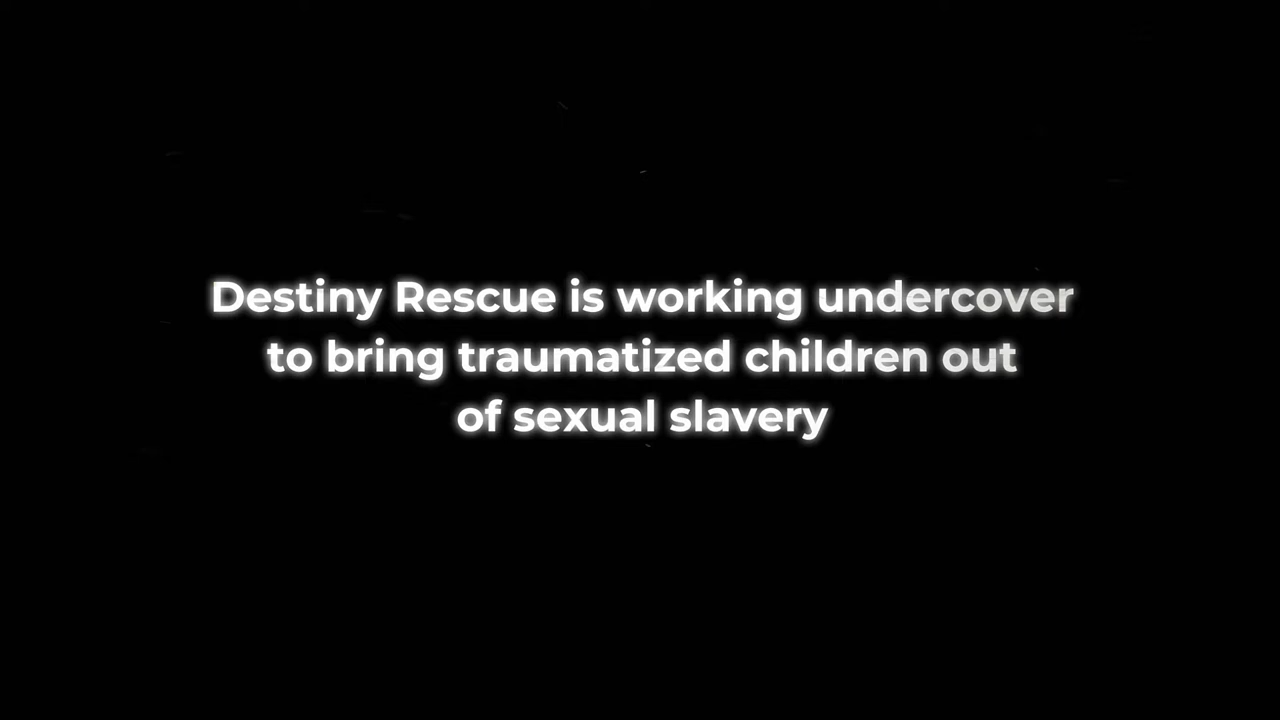 Destiny Rescue is working undercover
to bring traumatized children out
of sexual slavery